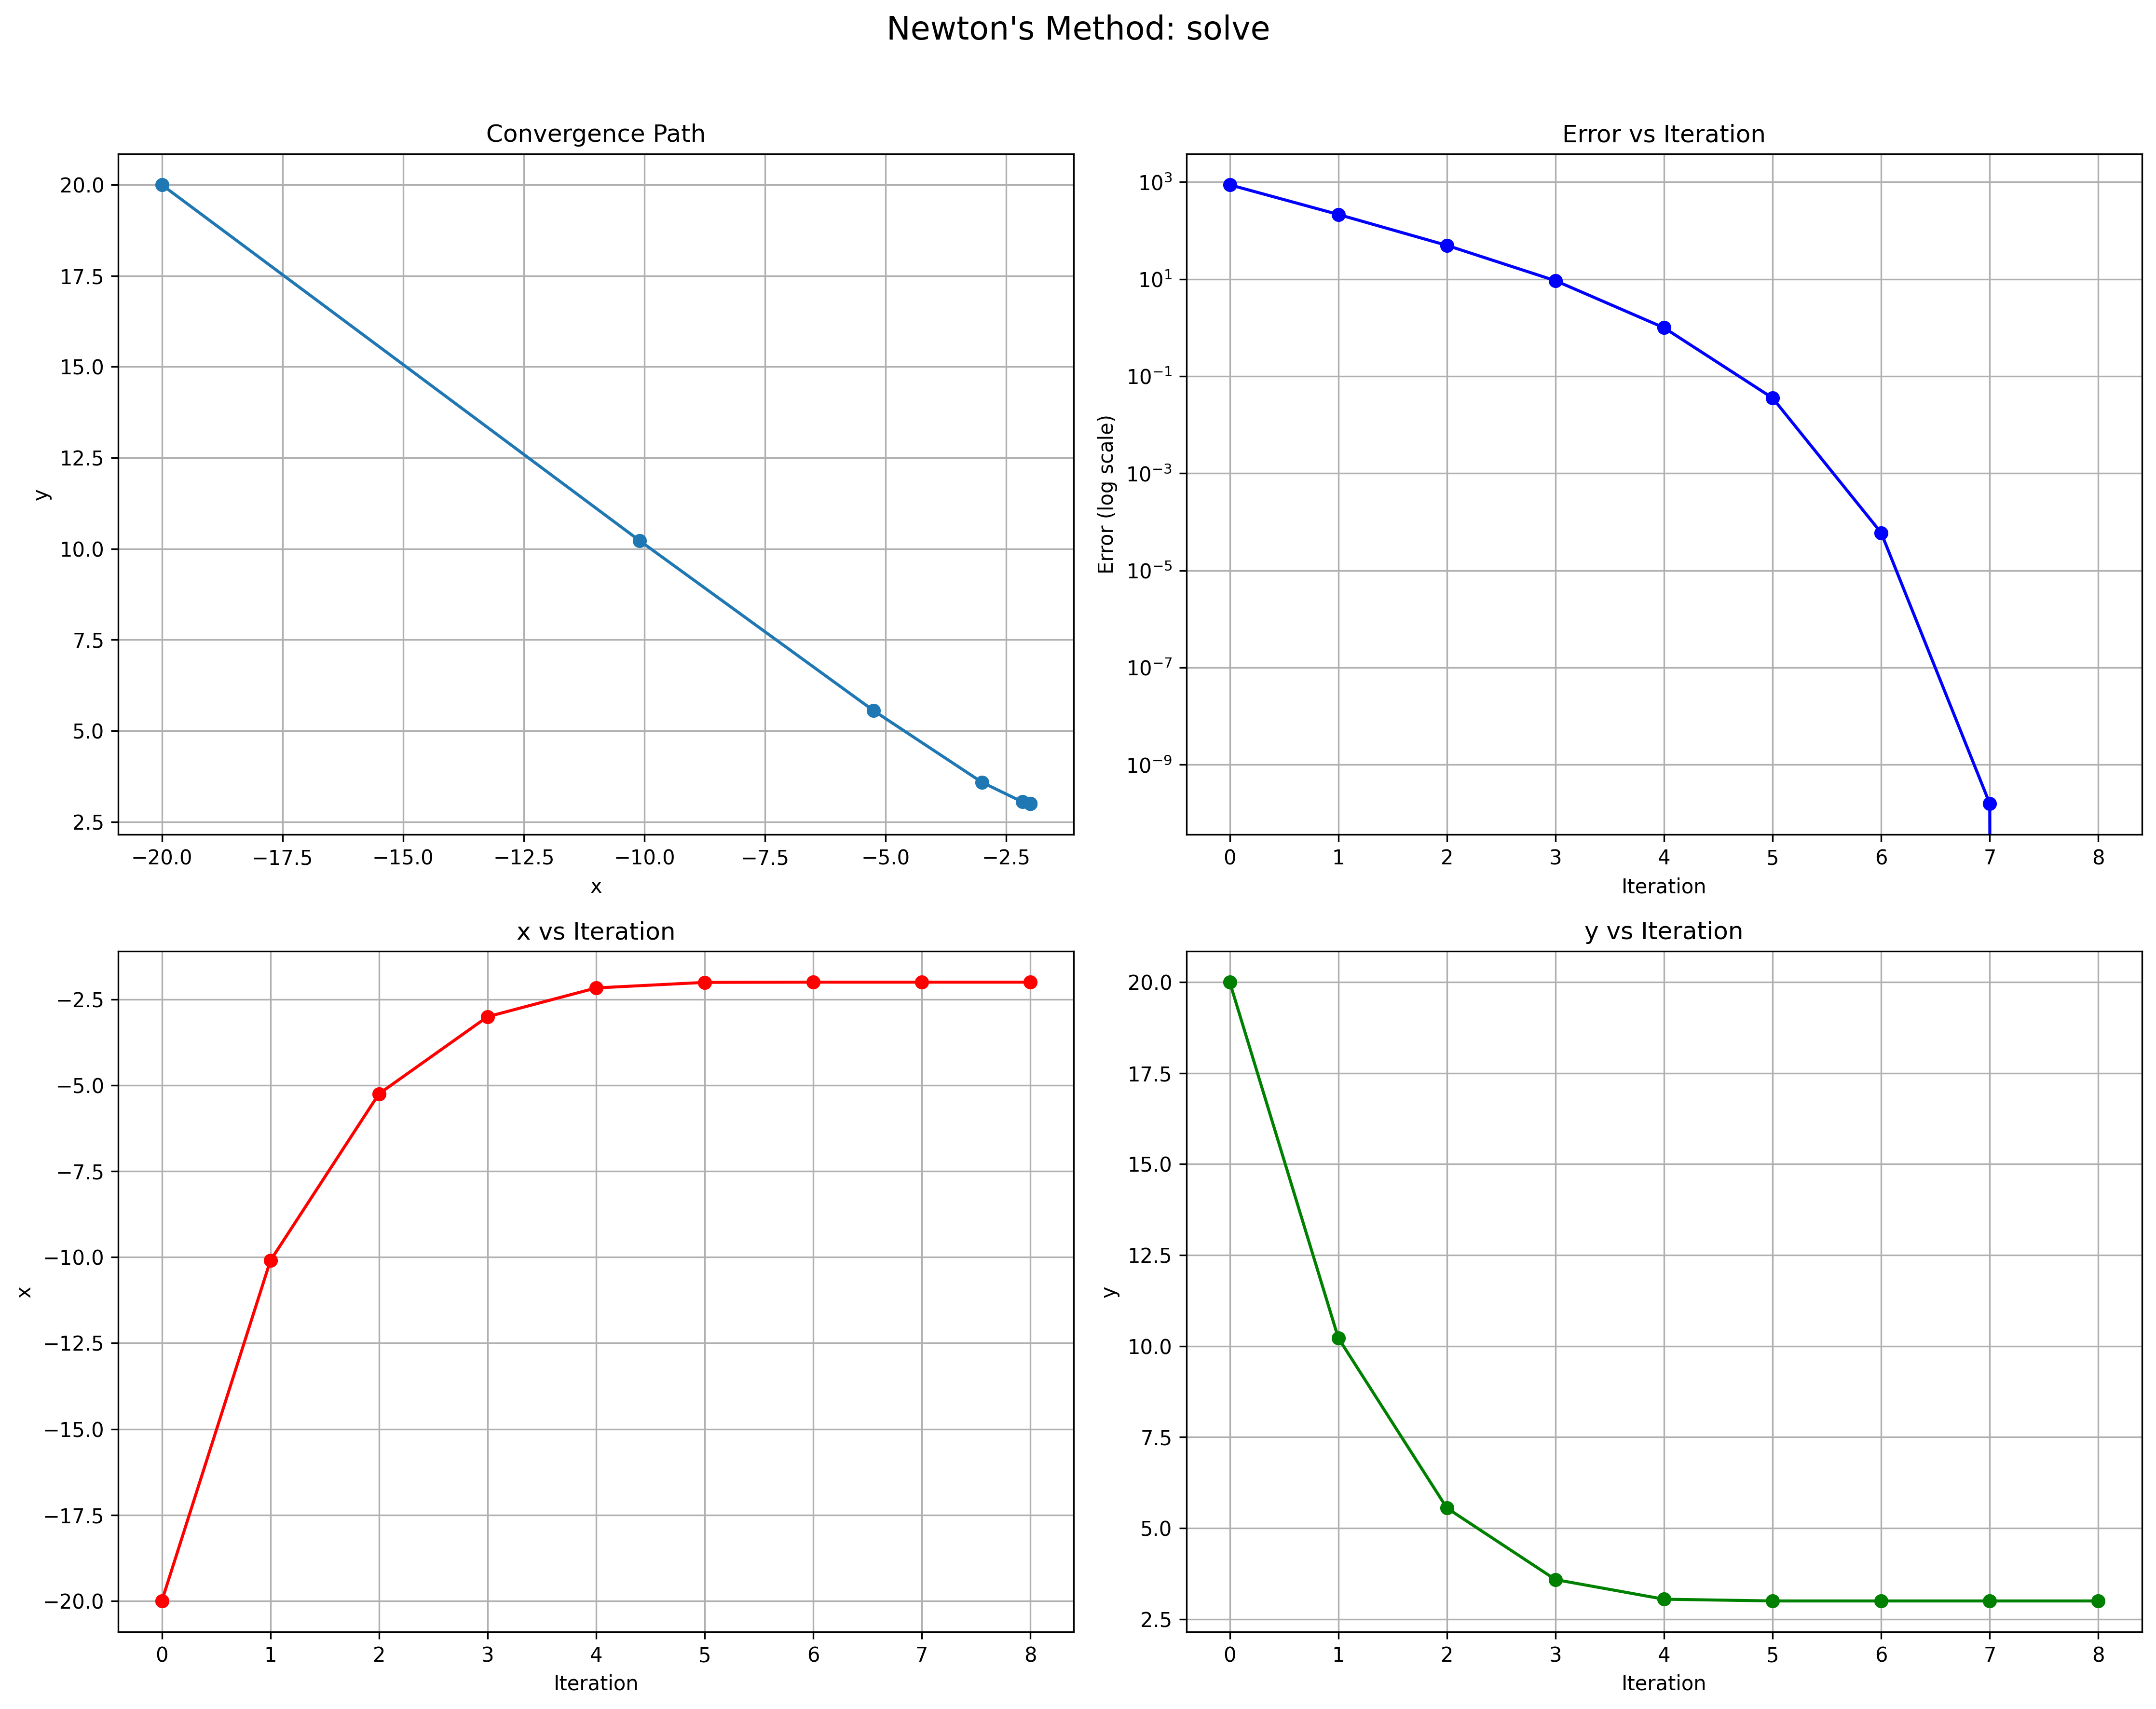 Newton's Method: solve
Convergence Path
20.0
17.5
15.0
12.5
10.0
7.5
5.0
2.5
y
−20.0 −17.5 −15.0 −12.5 −10.0 −7.5 −5.0 −2.5
x
Error vs Iteration
10³
10¹
10⁻¹
10⁻³
10⁻⁵
10⁻⁷
10⁻⁹
Error (log scale)
0 1 2 3 4 5 6 7 8
Iteration
x vs Iteration
−2.5
−5.0
−7.5
−10.0
−12.5
−15.0
−17.5
−20.0
x
0 1 2 3 4 5 6 7 8
Iteration
y vs Iteration
20.0
17.5
15.0
12.5
10.0
7.5
5.0
2.5
y
0 1 2 3 4 5 6 7 8
Iteration